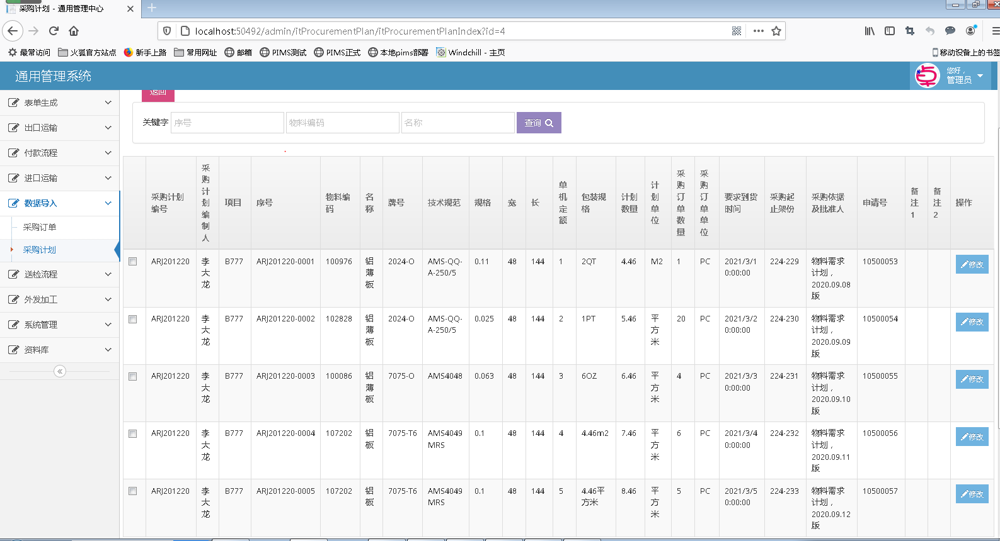 采购计划 - 通用管理中心
localhost:50492/admin/itProcurementPlan/itProcurementPlanIndex?id=4
最常访问 火狐官方站点 新手上路 常用网址 邮箱 PIMS测试 PIMS正式 本地pims部署 Windchill - 主页 移动设备上的书签
通用管理系统
您好，
管理员
表单生成
出口运输
付款流程
进口运输
数据导入
采购订单
采购计划
送检流程
外发加工
系统管理
资料库
返回
关键字 序号 物料编码 名称 查询
采购计划编号 采购计划编制人 项目 序号 物料编码 名称 牌号 技术规范 规格 宽 长 单机定额 包装规格 计划数量 计划单位 采购订单数量 采购订单单位 要求到货时间 采购起止架份 采购依据及批准人 申请号 备注1 备注2 操作
ARJ201220 李大龙 B777 ARJ201220-0001 100976 铝薄板 2024-O AMS-QQ-A-250/5 0.11 48 144 1 2QT 4.46 M2 1 PC 2021/3/1 0:00:00 224-229 物料需求计划，2020.09.08版 10500053 修改
ARJ201220 李大龙 B777 ARJ201220-0002 102828 铝薄板 2024-O AMS-QQ-A-250/5 0.025 48 144 2 1PT 5.46 平方米 20 PC 2021/3/2 0:00:00 224-230 物料需求计划，2020.09.09版 10500054 修改
ARJ201220 李大龙 B777 ARJ201220-0003 100086 铝薄板 7075-O AMS4048 0.063 48 144 3 6OZ 6.46 平方米 4 PC 2021/3/3 0:00:00 224-231 物料需求计划，2020.09.10版 10500055 修改
ARJ201220 李大龙 B777 ARJ201220-0004 107202 铝板 7075-T6 AMS4049 MRS 0.1 48 144 4 4.46m2 7.46 平方米 6 PC 2021/3/4 0:00:00 224-232 物料需求计划，2020.09.11版 10500056 修改
ARJ201220 李大龙 B777 ARJ201220-0005 107202 铝板 7075-T6 AMS4049 MRS 0.1 48 144 5 4.46平方米 8.46 平方米 5 PC 2021/3/5 0:00:00 224-233 物料需求计划，2020.09.12版 10500057 修改